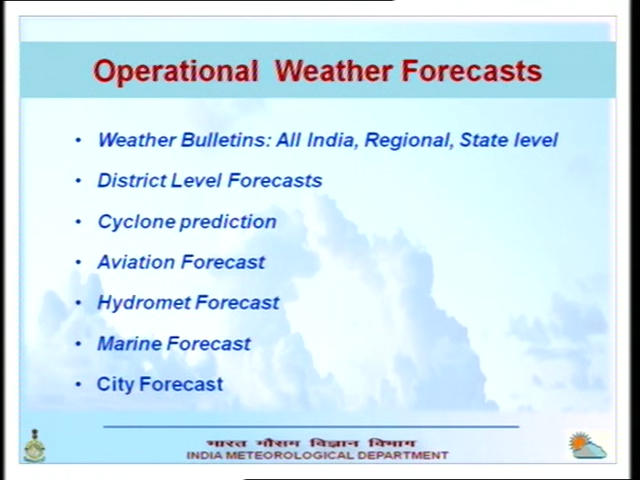 Operational Weather Forecasts
• Weather Bulletins: All India, Regional, State level
• District Level Forecasts
• Cyclone prediction
• Aviation Forecast
• Hydromet Forecast
• Marine Forecast
• City Forecast
भारत मौसम विज्ञान विभाग
INDIA METEOROLOGICAL DEPARTMENT